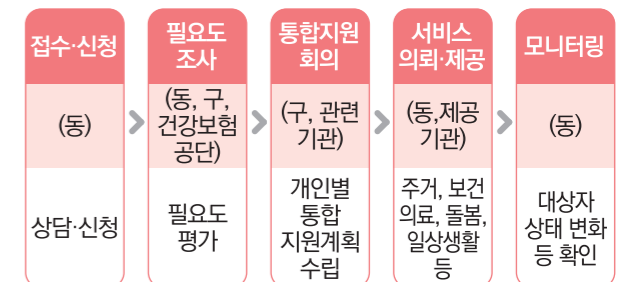 접수·신청
(동)
상담·신청
필요도
조사
(동, 구,
건강보험
공단)
필요도
평가
통합지원
회의
(구, 관련
기관)
개인별
통합
지원계획
수립
서비스
의뢰·제공
(동,제공
기관)
주거, 보건
의료, 돌봄,
일상생활
등
모니터링
(동)
대상자
상태 변화
등 확인